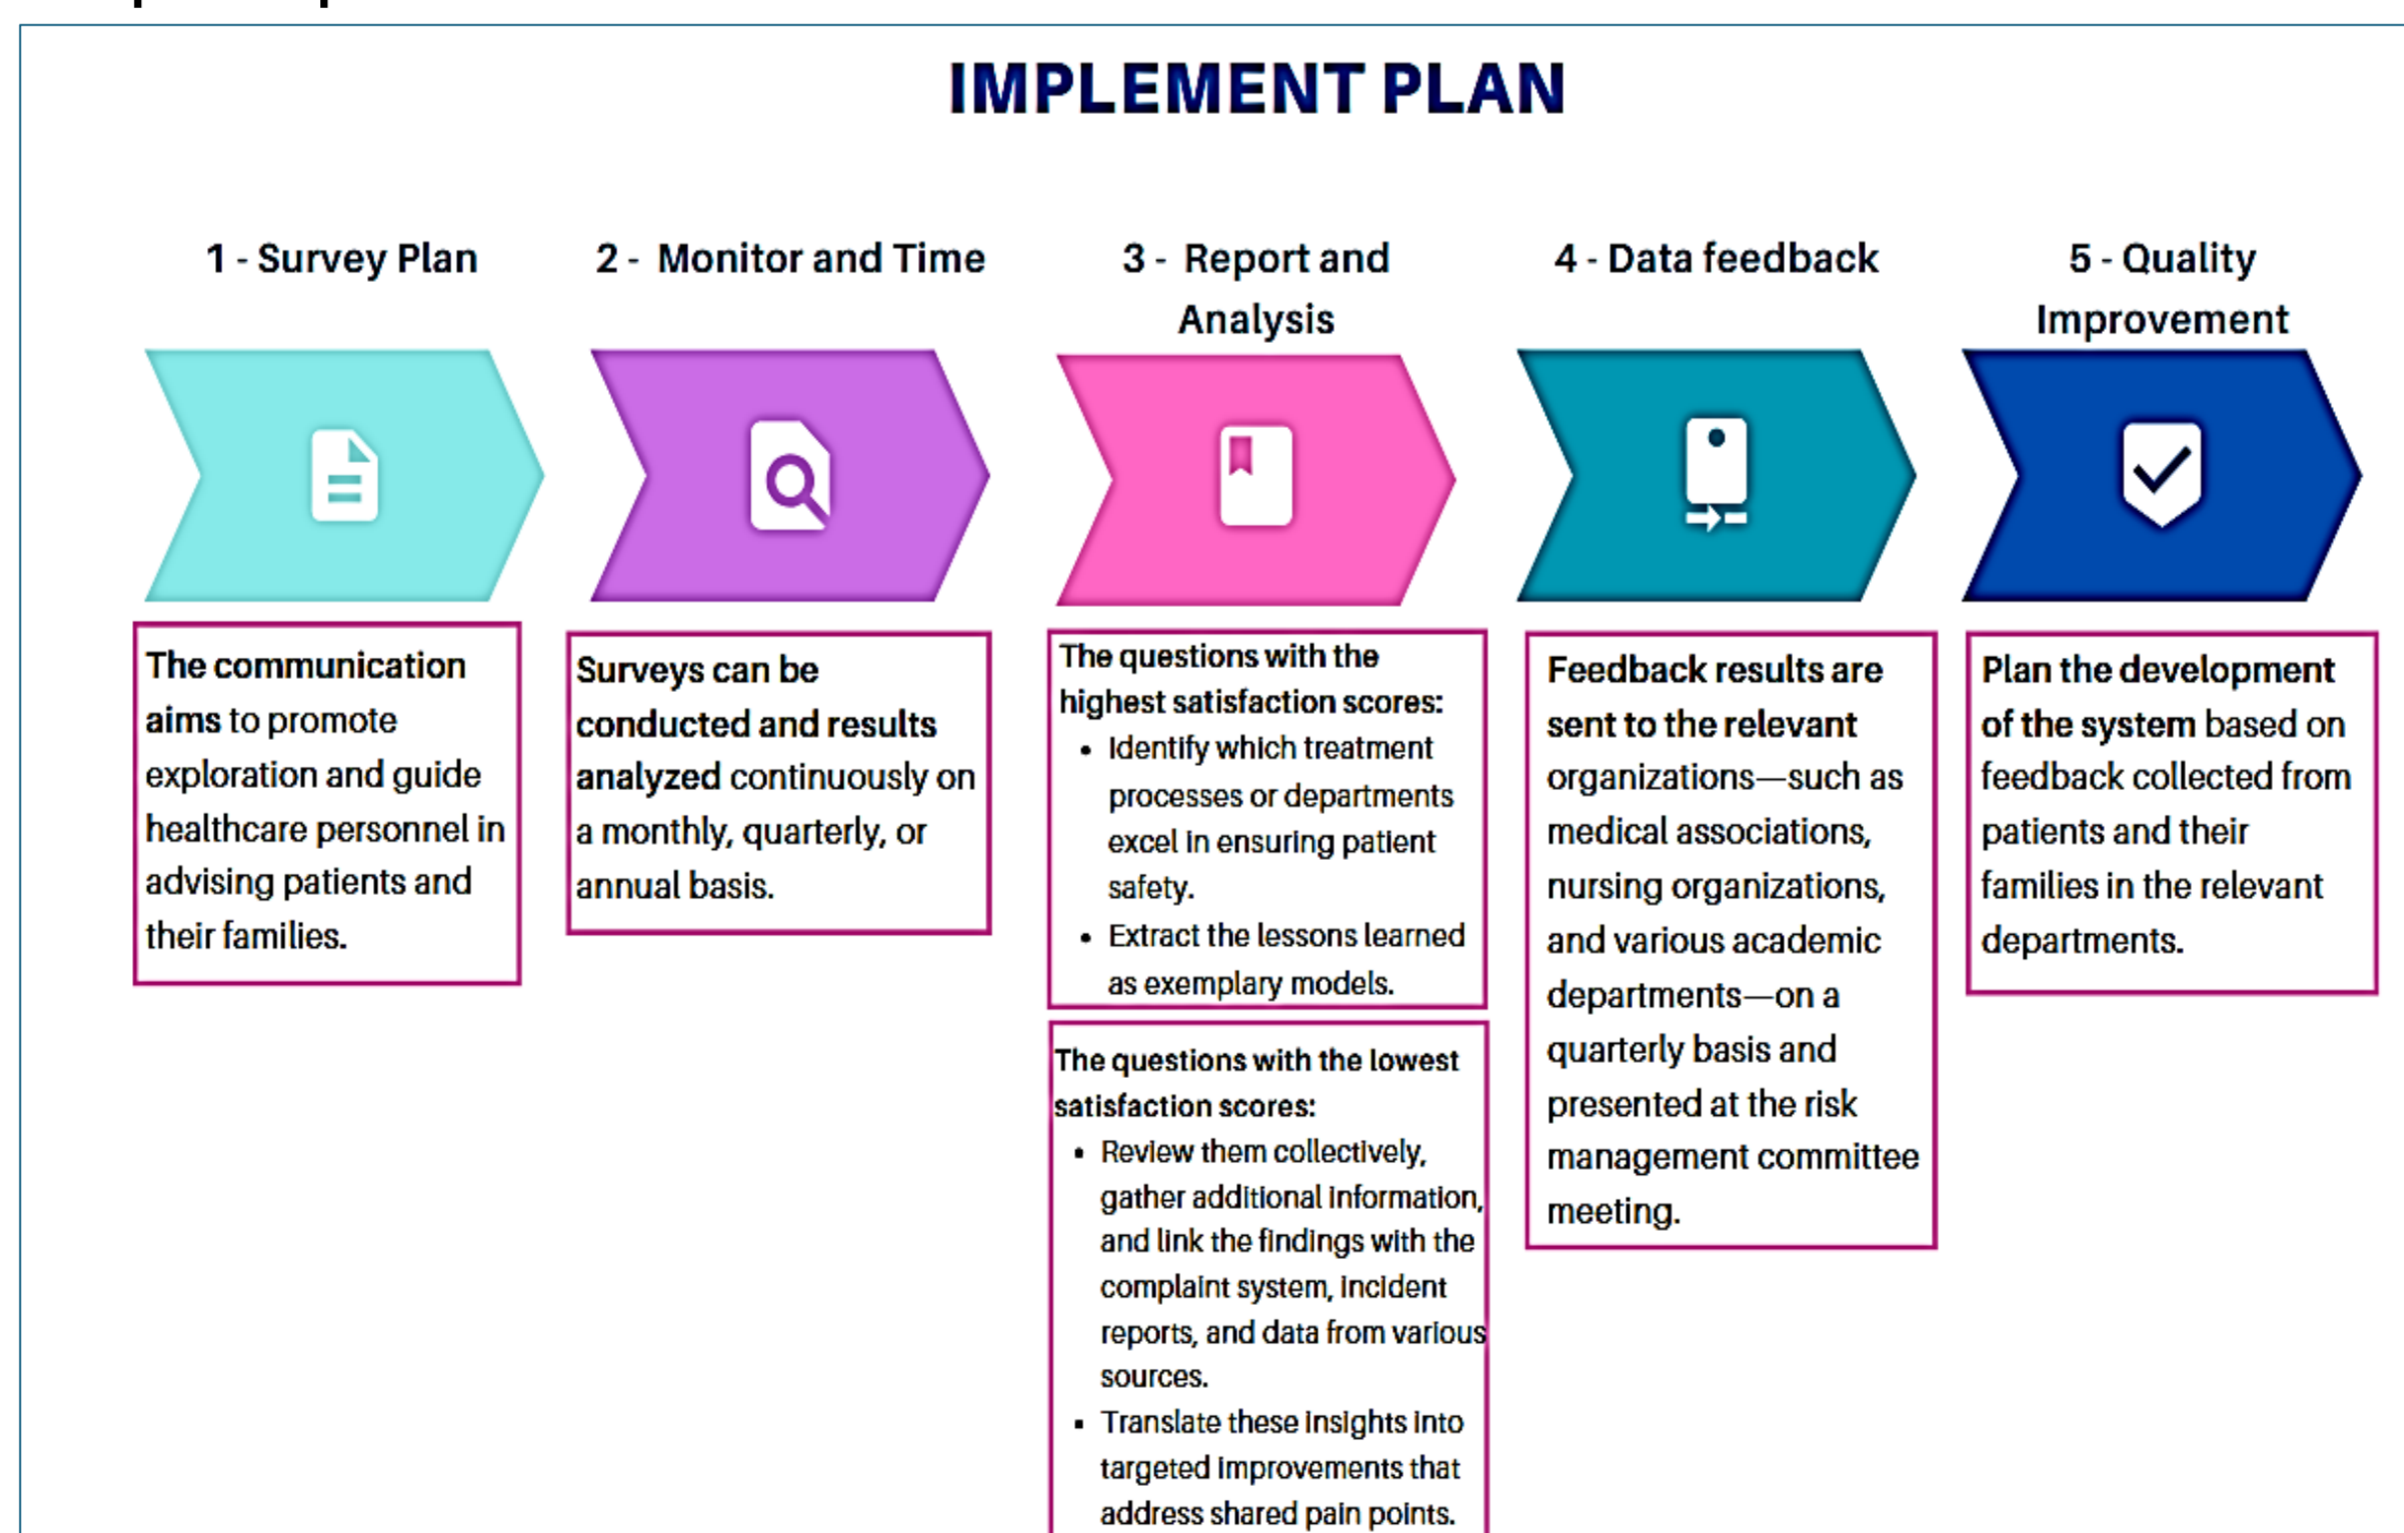 IMPLEMENT PLAN
1 - Survey Plan
The communication
aims to promote
exploration and guide
healthcare personnel in
advising patients and
their families.
2 - Monitor and Time
Surveys can be
conducted and results
analyzed continuously on
a monthly, quarterly, or
annual basis.
3 - Report and
Analysis
The questions with the
highest satisfaction scores:
• Identify which treatment
processes or departments
excel in ensuring patient
safety.
• Extract the lessons learned
as exemplary models.
The questions with the lowest
satisfaction scores:
▪ Review them collectively,
gather additional information,
and link the findings with the
complaint system, incident
reports, and data from various
sources.
▪ Translate these insights into
targeted improvements that
address shared pain points.
4 - Data feedback
Feedback results are
sent to the relevant
organizations—such as
medical associations,
nursing organizations,
and various academic
departments—on a
quarterly basis and
presented at the risk
management committee
meeting.
5 - Quality
Improvement
Plan the development
of the system based on
feedback collected from
patients and their
families in the relevant
departments.